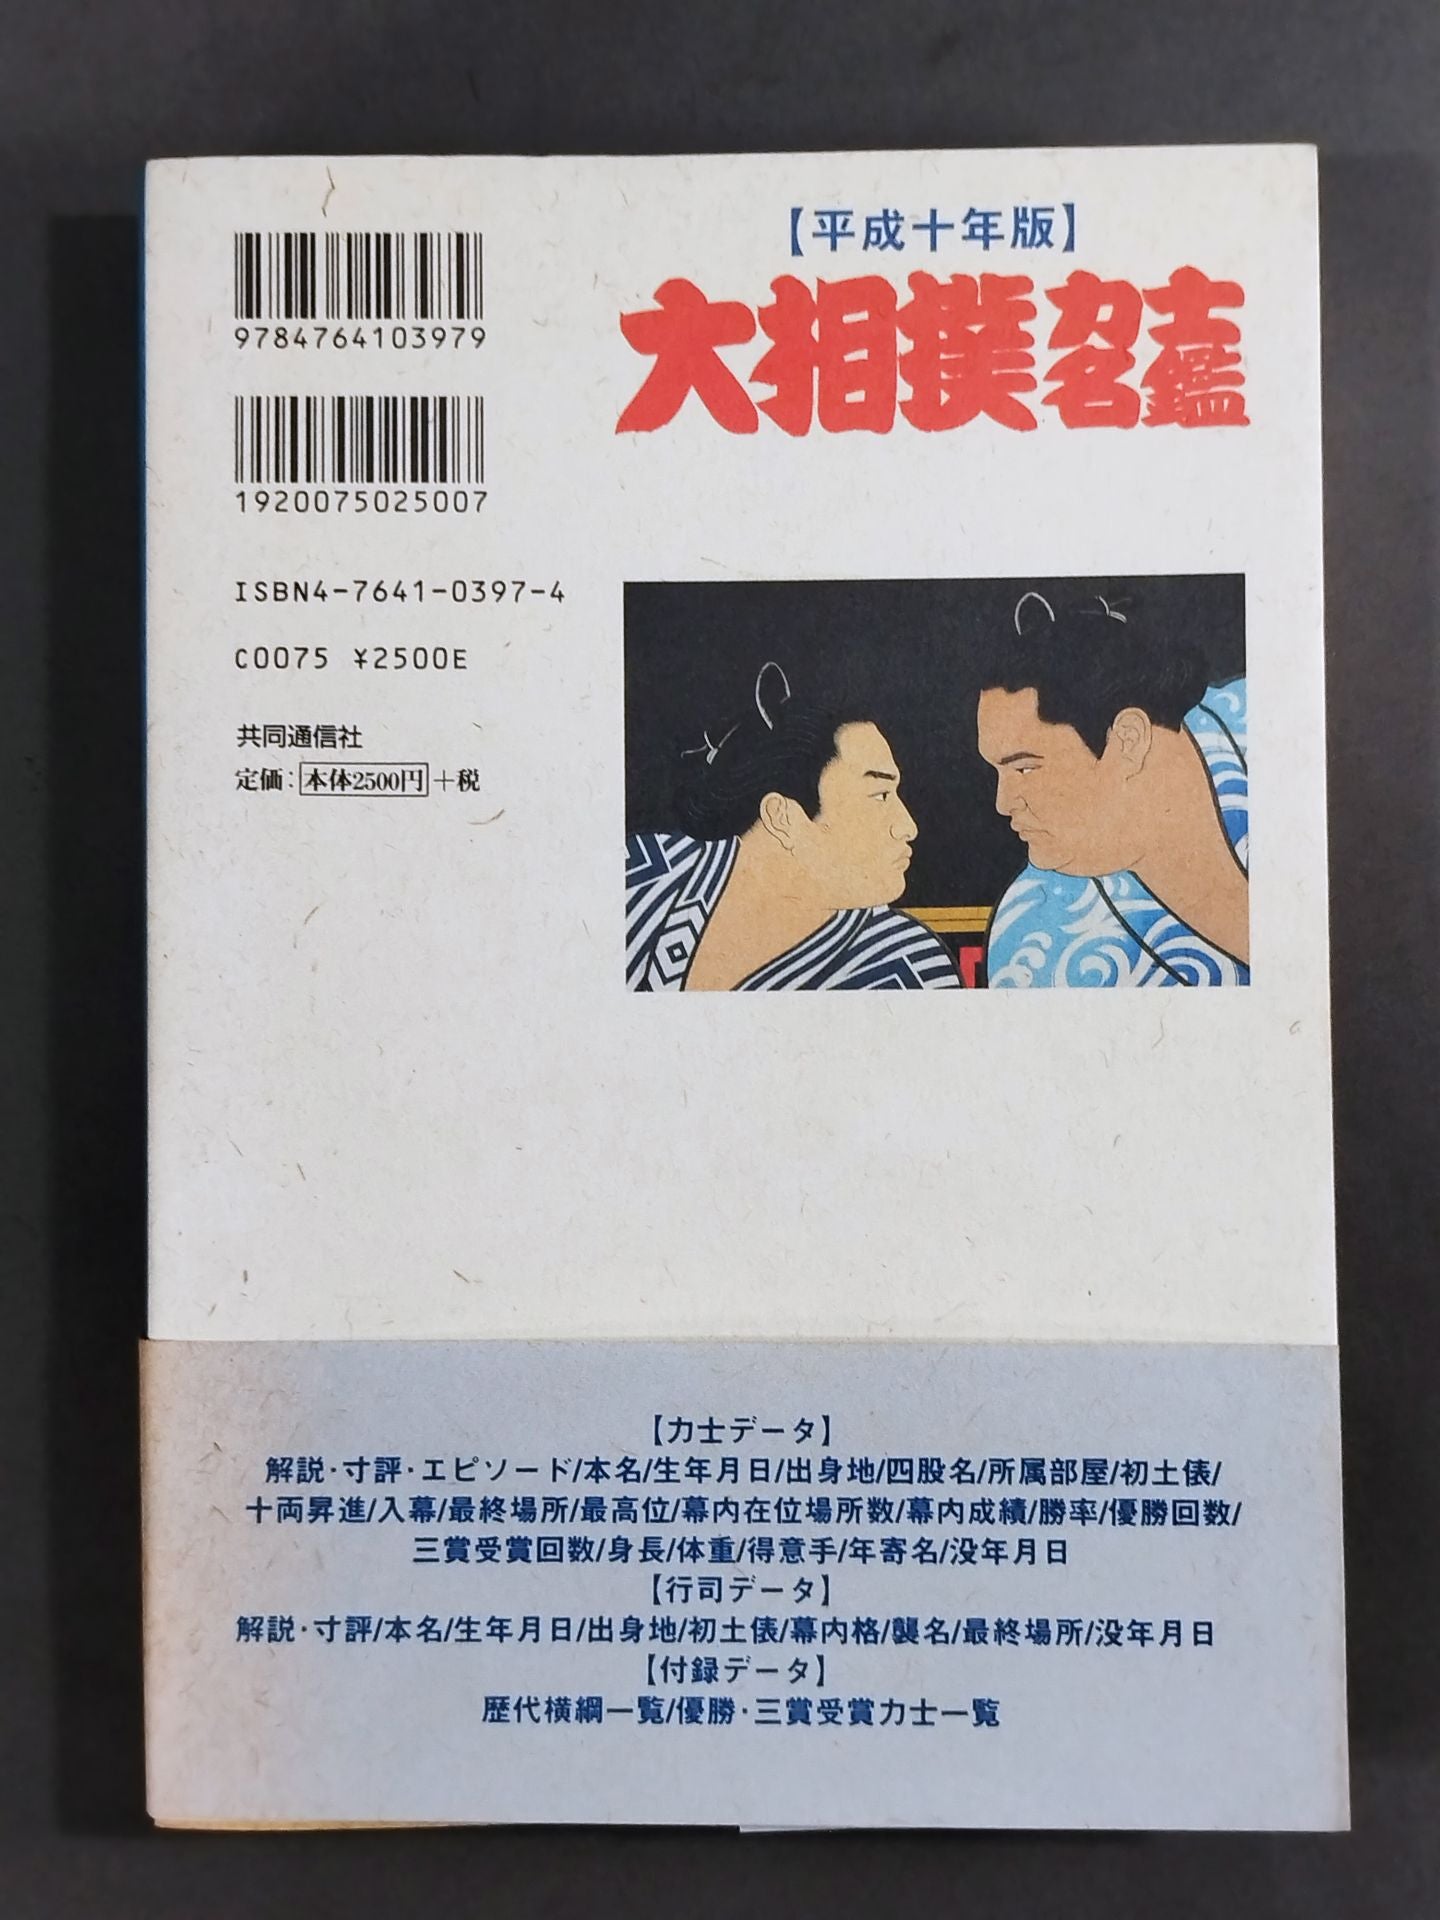 9784764103979
1920075025007
ISBN4-7641-0397-4
C0075 ¥2500E
共同通信社
定価：本体2500円＋税
【平成十年版】
大相撲力士名鑑
【力士データ】
解説・寸評・エピソード/本名/生年月日/出身地/四股名/所属部屋/初土俵/
十両昇進/入幕/最終場所/最高位/幕内在位場所数/幕内成績/勝率/優勝回数/
三賞受賞回数/身長/体重/得意手/年寄名/没年月日
【行司データ】
解説・寸評/本名/生年月日/出身地/初土俵/幕内格/襲名/最終場所/没年月日
【付録データ】
歴代横綱一覧/優勝・三賞受賞力士一覧